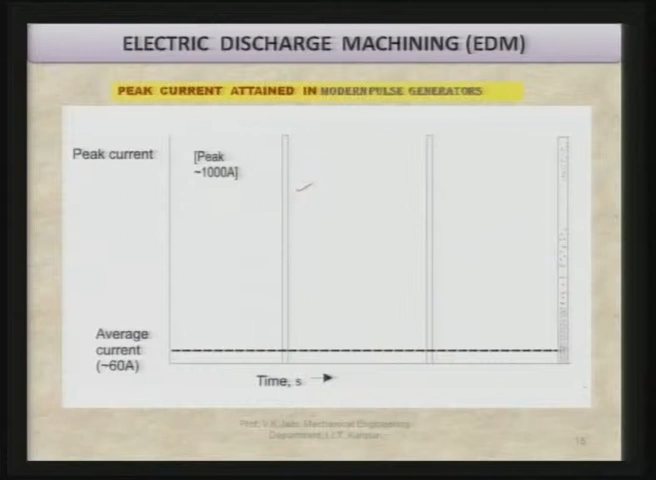 ELECTRIC DISCHARGE MACHINING (EDM)
PEAK CURRENT ATTAINED IN MODERN PULSE GENERATORS
Peak current
[Peak
~1000A]
Average
current
(~60A)
Time, s
Prof. V.K.Jain, Mechanical Engineering
Department, I.I.T. Kanpur